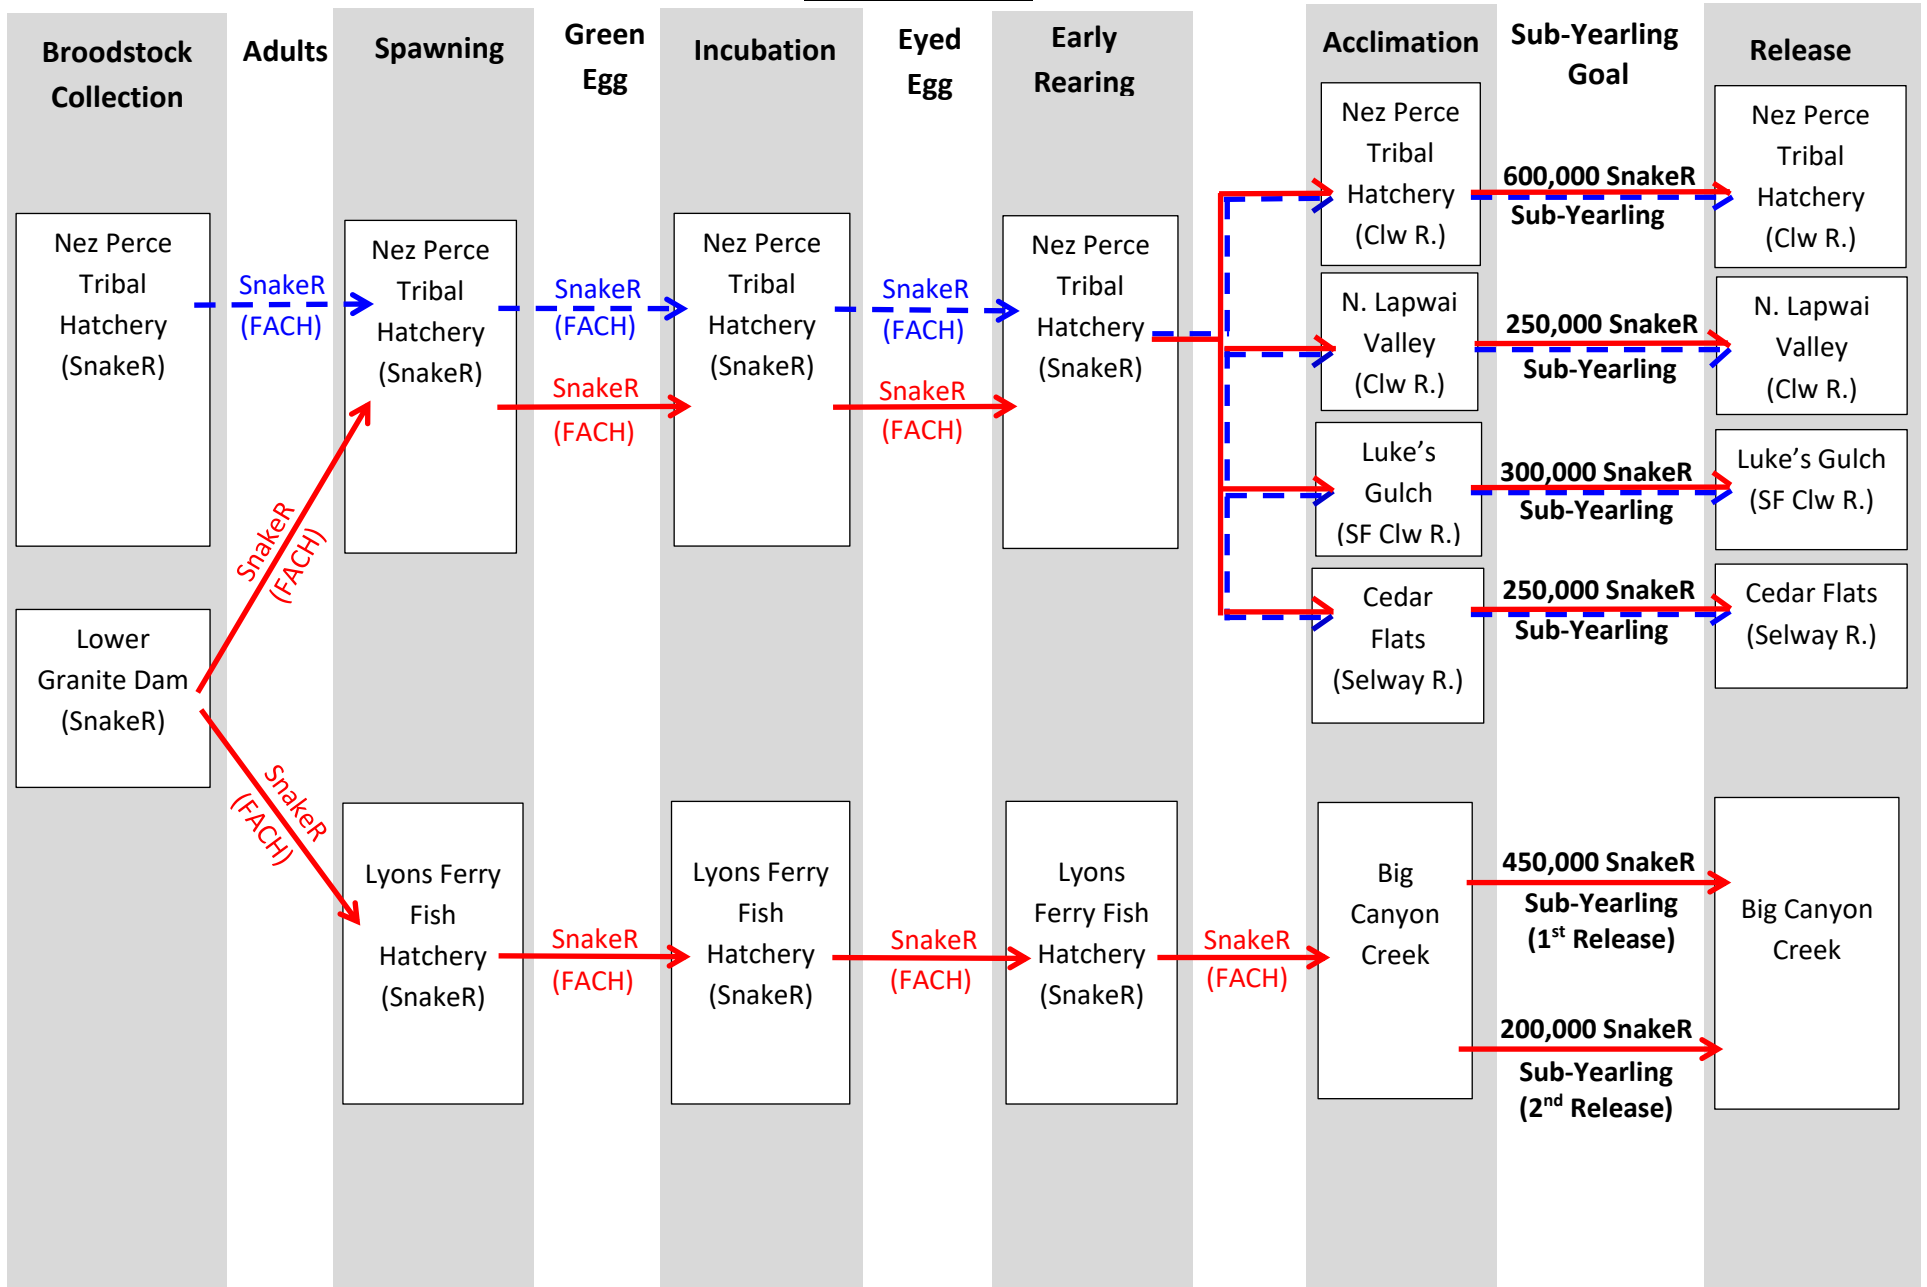 Broodstock
Collection
Adults
Spawning
Green
Egg
Incubation
Eyed
Egg
Early
Rearing
Acclimation
Sub-Yearling
Goal
Release
Nez Perce
Tribal
Hatchery
(SnakeR)
SnakeR
(FACH)
Nez Perce
Tribal
Hatchery
(SnakeR)
SnakeR
(FACH)
SnakeR
(FACH)
Nez Perce
Tribal
Hatchery
(SnakeR)
SnakeR
(FACH)
SnakeR
(FACH)
Nez Perce
Tribal
Hatchery
(SnakeR)
Nez Perce
Tribal
Hatchery
(Clw R.)
600,000 SnakeR
Sub-Yearling
Nez Perce
Tribal
Hatchery
(Clw R.)
N. Lapwai
Valley
(Clw R.)
250,000 SnakeR
Sub-Yearling
N. Lapwai
Valley
(Clw R.)
Luke's
Gulch
(SF Clw R.)
300,000 SnakeR
Sub-Yearling
Luke's Gulch
(SF Clw R.)
Cedar
Flats
(Selway R.)
250,000 SnakeR
Sub-Yearling
Cedar Flats
(Selway R.)
Lower
Granite Dam
(SnakeR)
SnakeR
(FACH)
SnakeR
(FACH)
Lyons Ferry
Fish
Hatchery
(SnakeR)
SnakeR
(FACH)
Lyons Ferry
Fish
Hatchery
(SnakeR)
SnakeR
(FACH)
Lyons
Ferry Fish
Hatchery
(SnakeR)
SnakeR
(FACH)
Big
Canyon
Creek
450,000 SnakeR
Sub-Yearling
(1st Release)
200,000 SnakeR
Sub-Yearling
(2nd Release)
Big Canyon
Creek